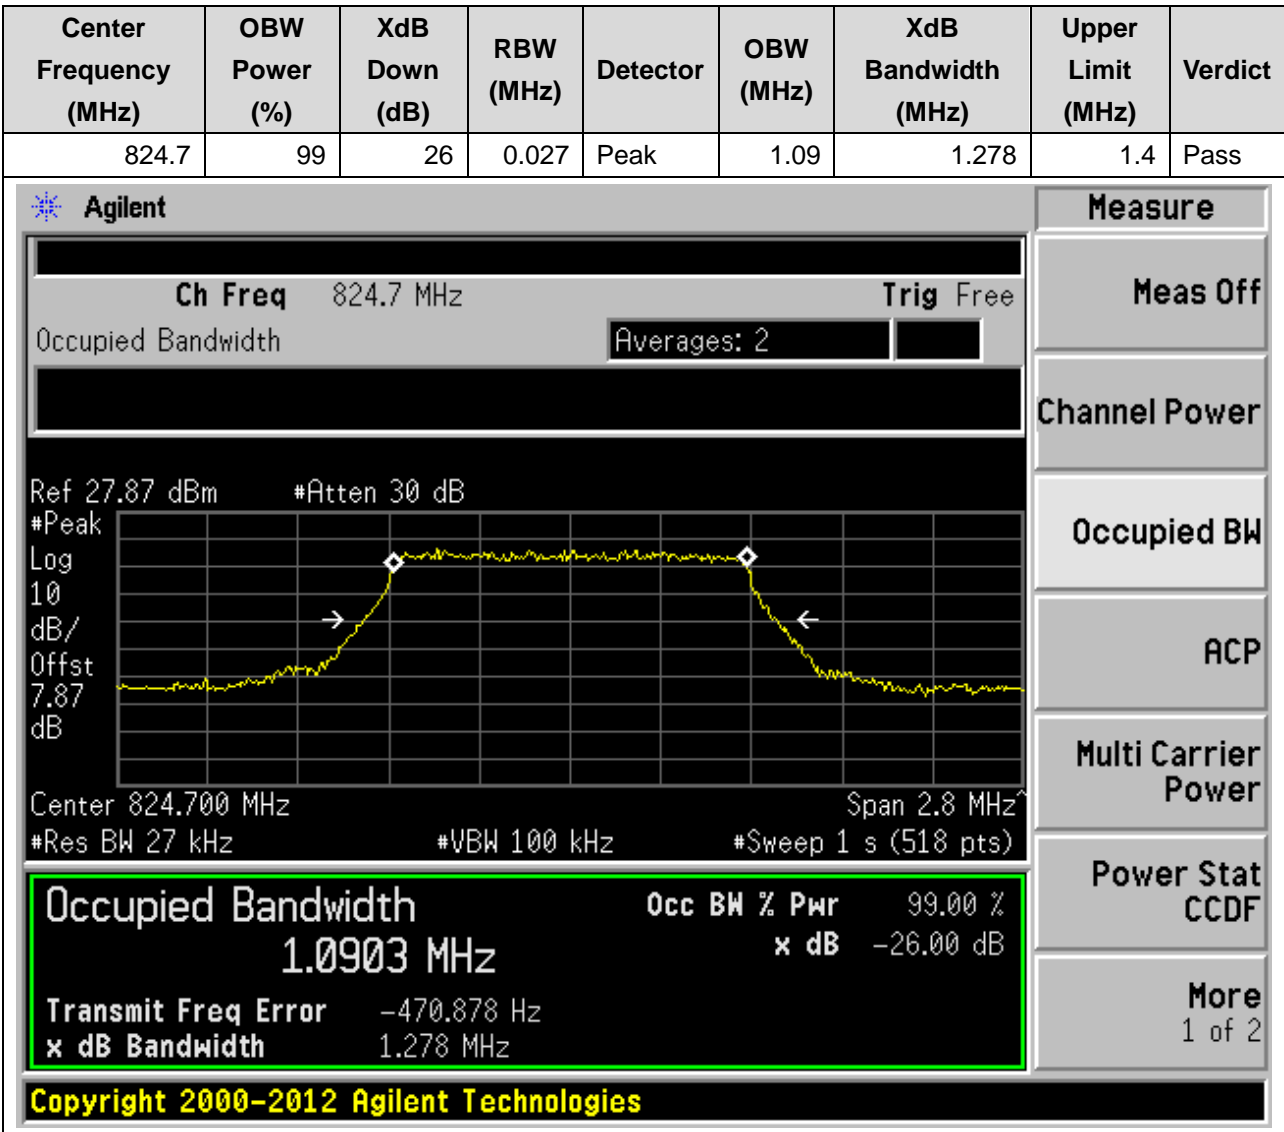 Center Frequency (MHz) OBW Power (%) XdB Down (dB) RBW (MHz) Detector OBW (MHz) XdB Bandwidth (MHz) Upper Limit (MHz) Verdict
824.7 99 26 0.027 Peak 1.09 1.278 1.4 Pass
Agilent
Measure
Ch Freq 824.7 MHz Trig Free
Meas Off
Occupied Bandwidth Averages: 2
Channel Power
Ref 27.87 dBm #Atten 30 dB
#Peak
Log
10
dB/
Offst
7.87
dB
Occupied BW
ACP
Center 824.700 MHz Span 2.8 MHz^
#Res BW 27 kHz #VBW 100 kHz #Sweep 1 s (518 pts)
Multi Carrier
Power
Occupied Bandwidth Occ BW % Pwr 99.00 %
1.0903 MHz x dB -26.00 dB
Power Stat
CCDF
Transmit Freq Error -470.878 Hz
x dB Bandwidth 1.278 MHz
More
1 of 2
Copyright 2000-2012 Agilent Technologies